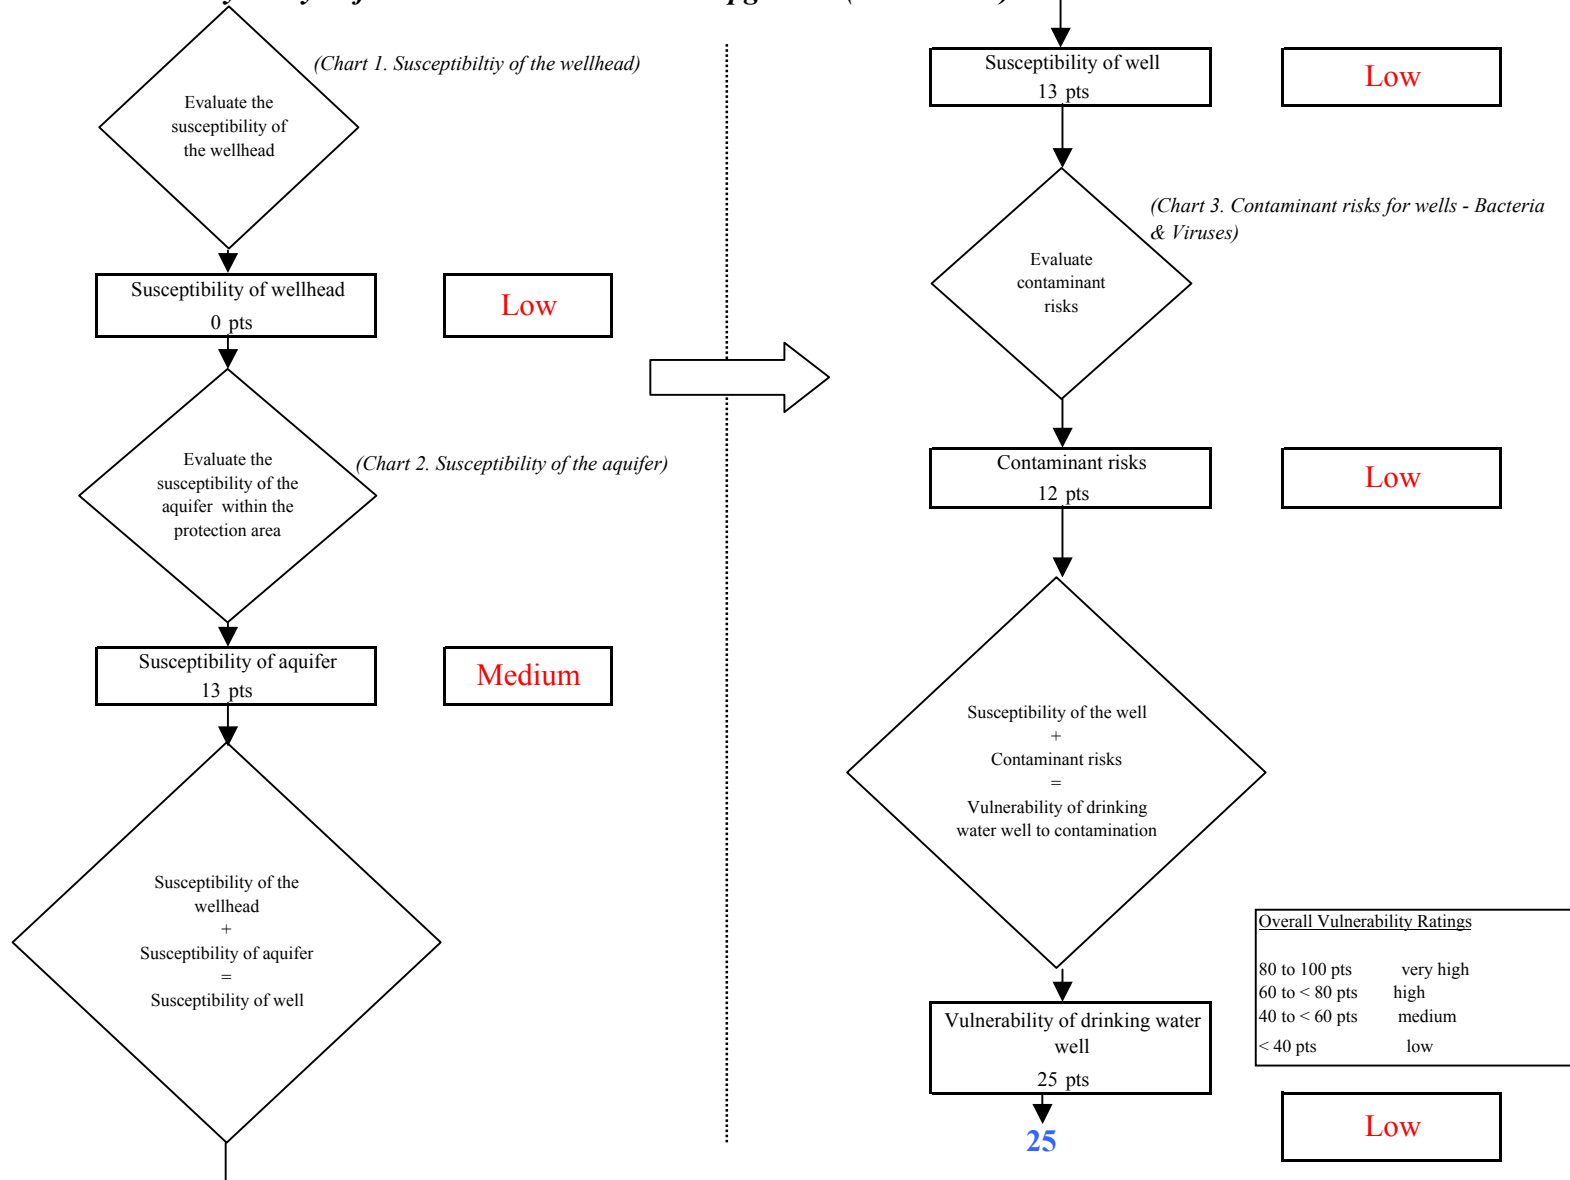 (Chart 1. Susceptibiltiy of the wellhead)
Evaluate the
susceptibility of
the wellhead
Susceptibility of wellhead
0 pts
Low
Evaluate the
susceptibility of the
aquifer within the
protection area
(Chart 2. Susceptibility of the aquifer)
Susceptibility of aquifer
13 pts
Medium
Susceptibility of the
wellhead
+
Susceptibility of aquifer
=
Susceptibility of well
Susceptibility of well
13 pts
Low
(Chart 3. Contaminant risks for wells - Bacteria
& Viruses)
Evaluate
contaminant
risks
Contaminant risks
12 pts
Low
Susceptibility of the well
+
Contaminant risks
=
Vulnerability of drinking
water well to contamination
Overall Vulnerability Ratings
80 to 100 pts very high
60 to < 80 pts high
40 to < 60 pts medium
< 40 pts low
Vulnerability of drinking water
well
25 pts
25
Low